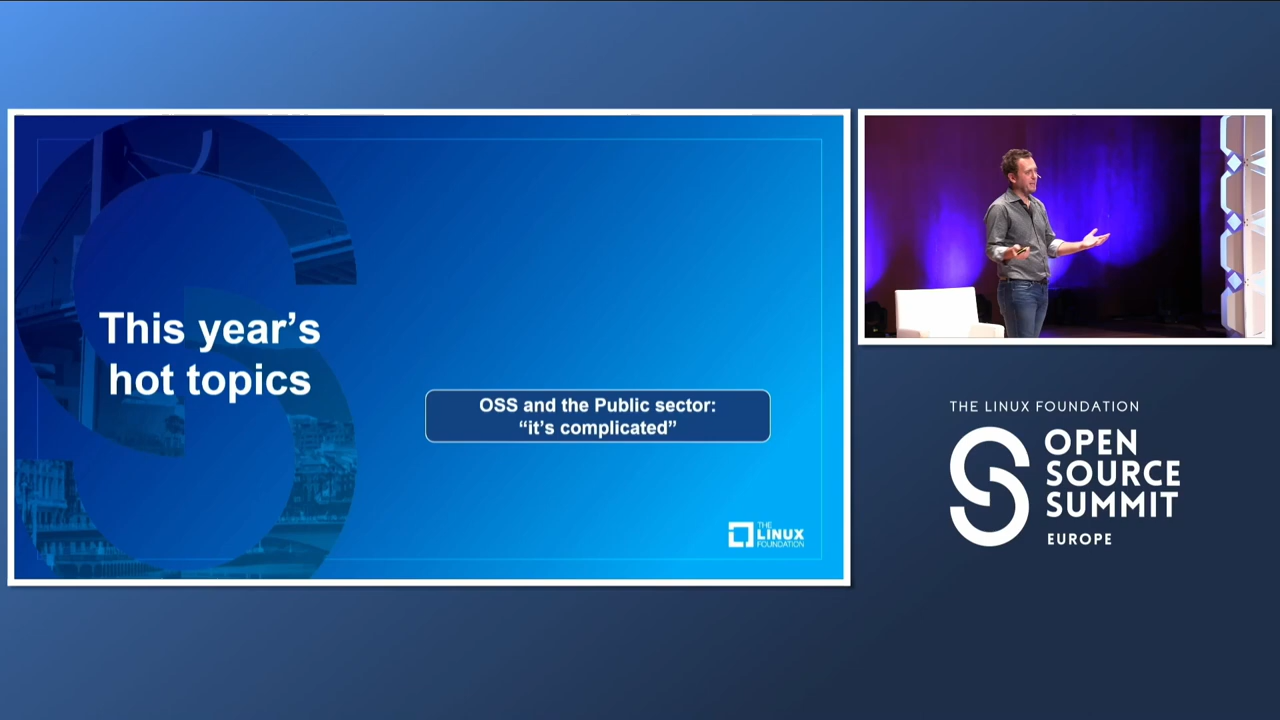 This year’s
hot topics
OSS and the Public sector:
“it’s complicated”
THE
LINUX
FOUNDATION
THE LINUX FOUNDATION
OPEN
SOURCE
SUMMIT
EUROPE